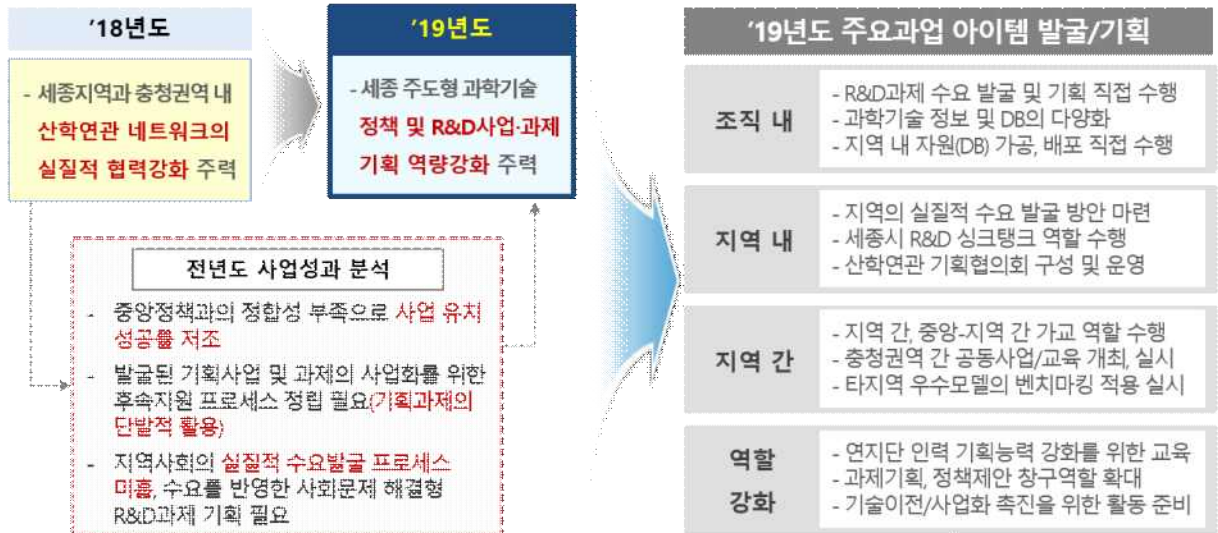 '18년도
- 세종지역과 충청권역 내
산학연관 네트워크의
실질적 협력강화 주력
'19년도
- 세종 주도형 과학기술
정책 및 R&D사업·과제
기획 역량강화 주력
전년도 사업성과 분석
- 중앙정책과의 정합성 부족으로 사업 유치
성공률 저조
- 발굴된 기획사업 및 과제의 사업화를 위한
후속지원 프로세스 정립 필요(기획과제의
단발적 활용)
- 지역사회의 실질적 수요발굴 프로세스
미흡, 수요를 반영한 사회문제 해결형
R&D과제 기획 필요
'19년도 주요과업 아이템 발굴/기획
조직 내
- R&D과제 수요 발굴 및 기획 직접 수행
- 과학기술 정보 및 DB의 다양화
- 지역 내 자원(DB) 가공, 배포 직접 수행
지역 내
- 지역의 실질적 수요 발굴 방안 마련
- 세종시 R&D 싱크탱크 역할 수행
- 산학연관 기획협의회 구성 및 운영
지역 간
- 지역 간, 중앙-지역 간 가교 역할 수행
- 충청권역 간 공동사업/교육 개최, 실시
- 타지역 우수모델의 벤치마킹 적용 실시
역할
강화
- 연지단 인력 기획능력 강화를 위한 교육
- 과제기획, 정책제안 창구역할 확대
- 기술이전/사업화 촉진을 위한 활동 준비